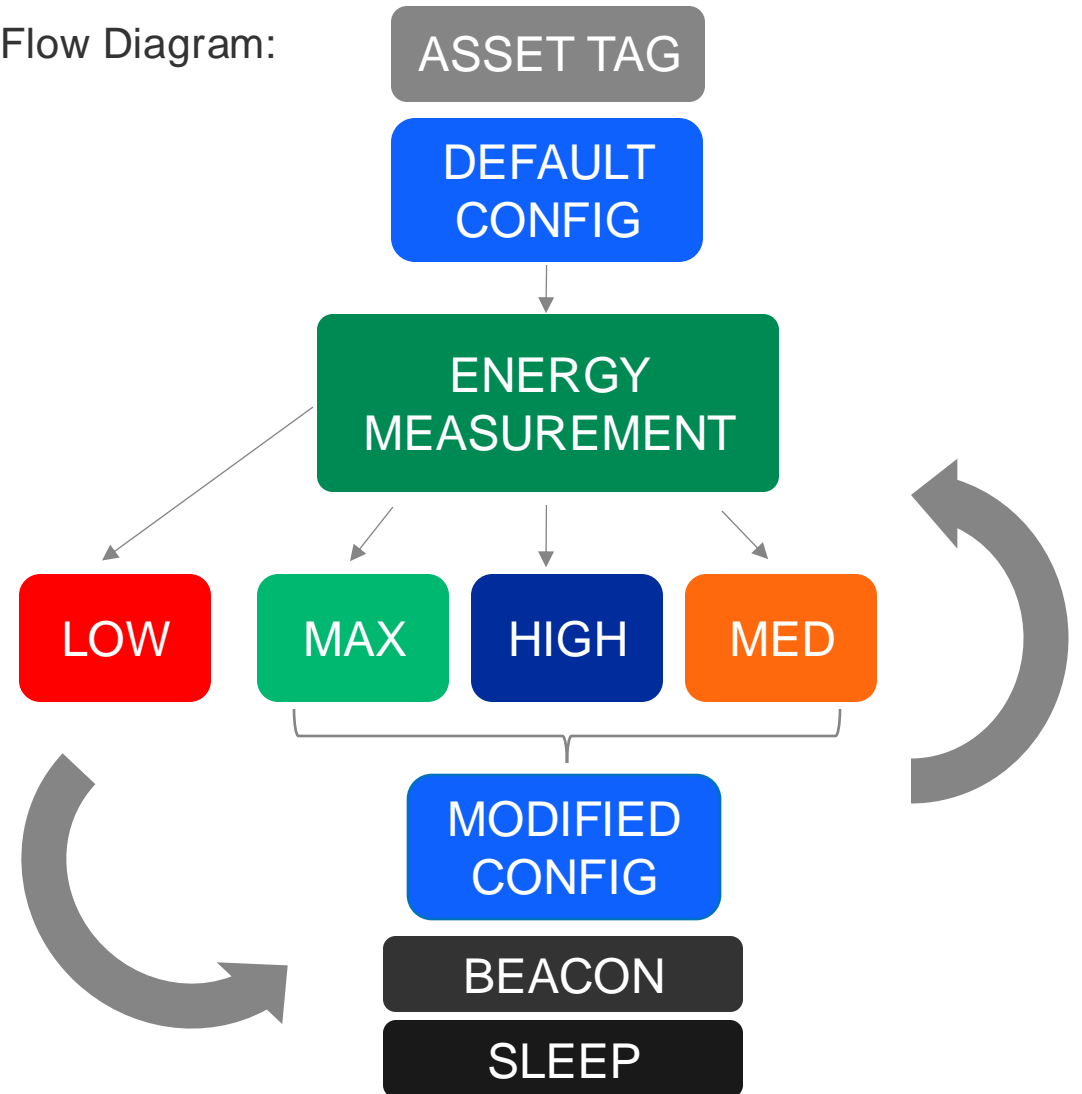 Flow Diagram:
ASSET TAG
DEFAULT
CONFIG
ENERGY
MEASUREMENT
LOW
MAX
HIGH
MED
MODIFIED
CONFIG
BEACON
SLEEP